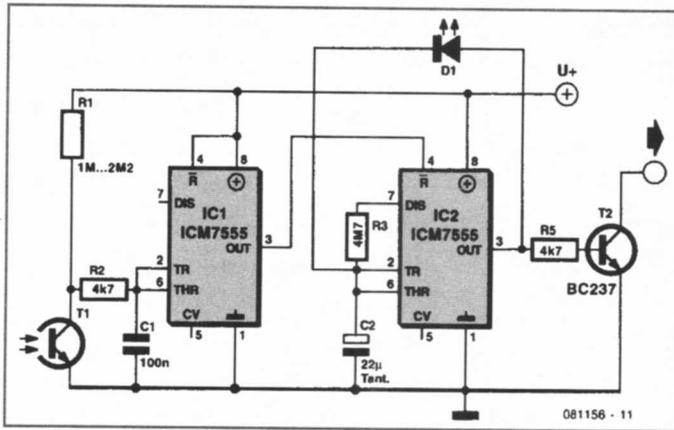 D1
U+
R1
1M...2M2
4
8
R
7
DIS
IC1
ICM7555
OUT
3
R2
4k7
2
TR
6
THR
T1
C1
100n
CV
5
1
4
8
R
7
DIS
R3
4M7
IC2
ICM7555
OUT
3
2
TR
6
THR
C2
22µ
Tant.
CV
5
1
R5
4k7
T2
BC237
081156 - 11